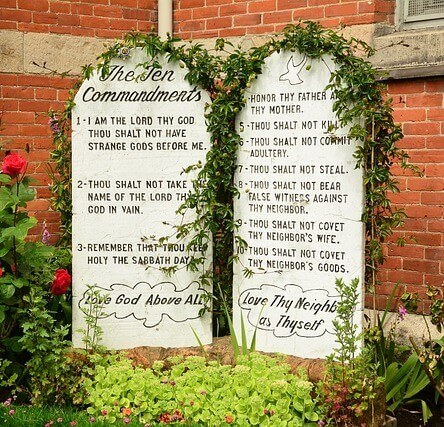 The Ten
Commandments
1-I AM THE LORD THY GOD
THOU SHALT NOT HAVE
STRANGE GODS BEFORE ME.
2-THOU SHALT NOT TAKE THE
NAME OF THE LORD THY
GOD IN VAIN.
3-REMEMBER THAT THOU KEEP
HOLY THE SABBATH DAY.
Love God Above All
4-HONOR THY FATHER A
THY MOTHER.
5-THOU SHALT NOT KILL
6-THOU SHALT NOT COMMIT
ADULTERY.
7-THOU SHALT NOT STEAL.
8-THOU SHALT NOT BEAR
FALSE WITNESS AGAINST
THY NEIGHBOR.
9-THOU SHALT NOT COVET
THY NEIGHBOR'S WIFE.
10-THOU SHALT NOT COVET
THY NEIGHBOR'S GOODS.
Love Thy Neighb
as Thyself